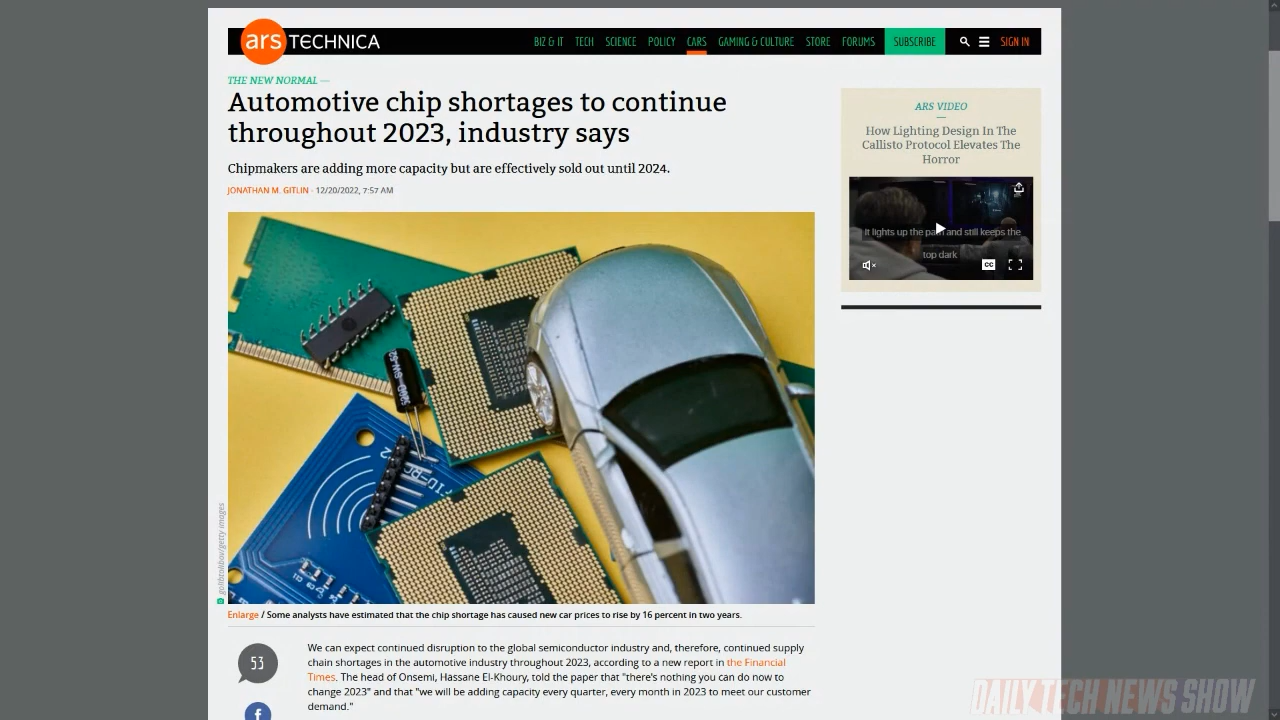 ars TECHNICA
BIZ & IT TECH SCIENCE POLICY CARS GAMING & CULTURE STORE FORUMS SUBSCRIBE SIGN IN
THE NEW NORMAL —
Automotive chip shortages to continue
throughout 2023, industry says
Chipmakers are adding more capacity but are effectively sold out until 2024.
JONATHAN M. GITLIN - 12/20/2022, 7:57 AM
Enlarge / Some analysts have estimated that the chip shortage has caused new car prices to rise by 16 percent in two years.
53
We can expect continued disruption to the global semiconductor industry and, therefore, continued supply
chain shortages in the automotive industry throughout 2023, according to a new report in the Financial
Times. The head of Onsemi, Hassane El-Khoury, told the paper that "there's nothing you can do now to
change 2023" and that "we will be adding capacity every quarter, every month in 2023 to meet our customer
demand."
f
ARS VIDEO
How Lighting Design In The
Callisto Protocol Elevates The
Horror
It lights up the path and still keeps the
top dark
CC
DAILY TECH NEWS SHOW